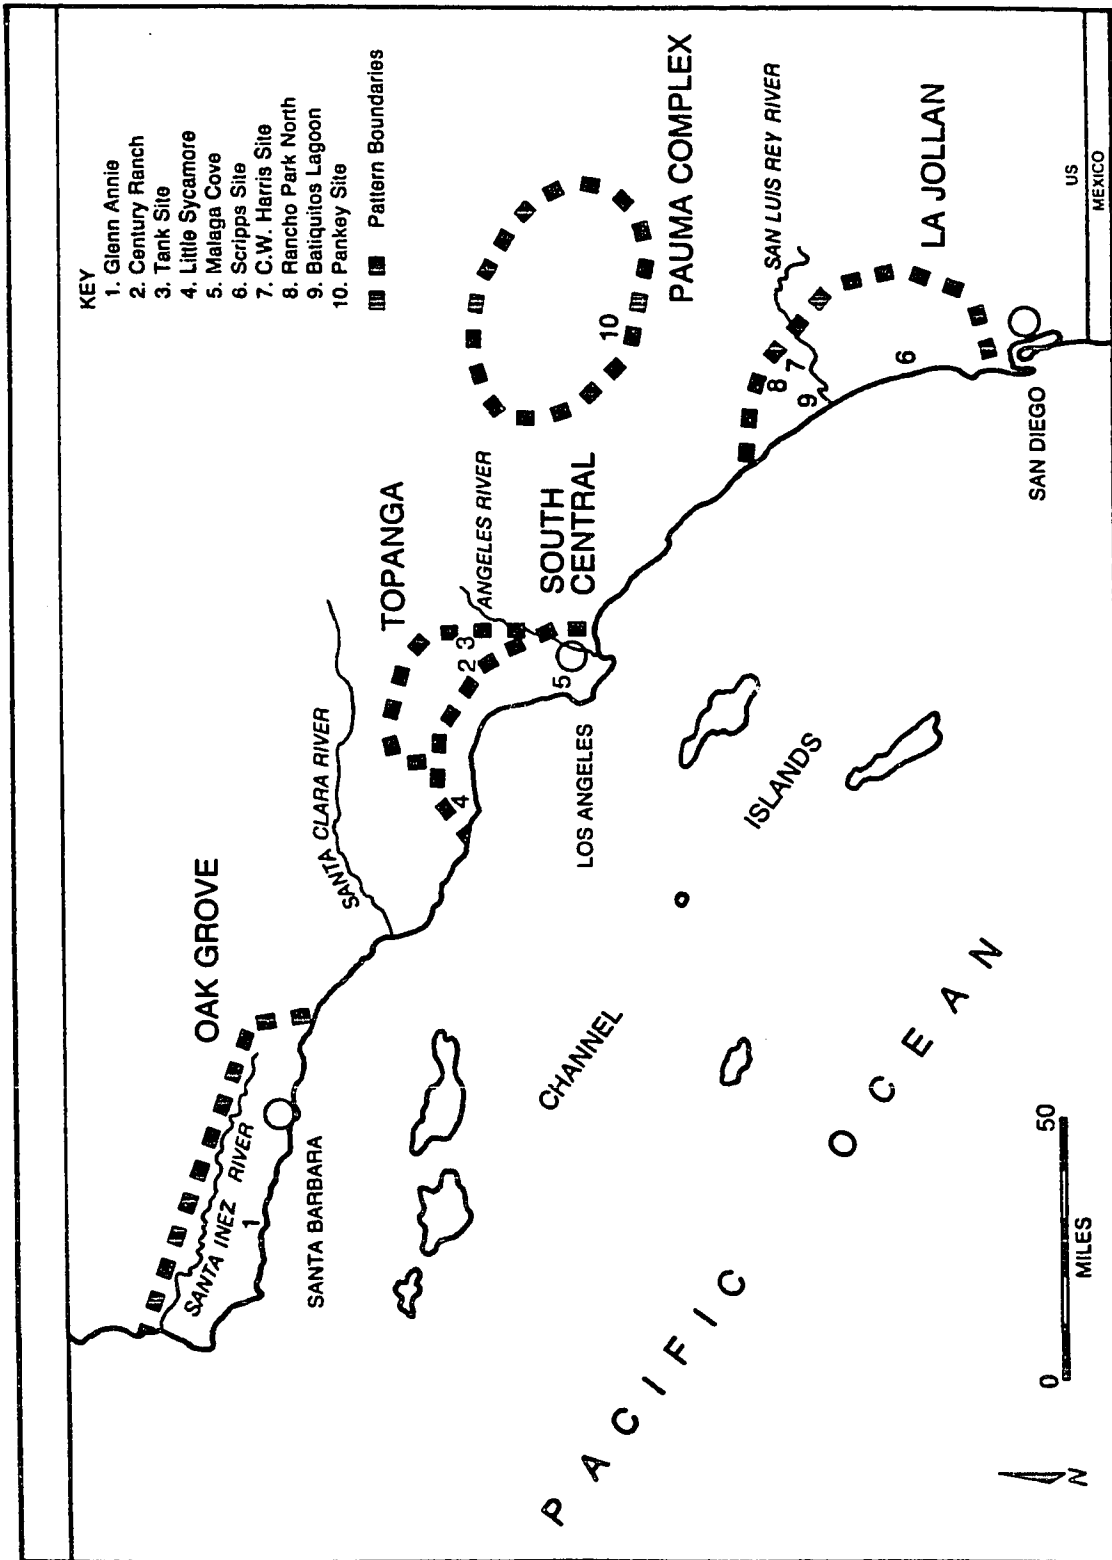 KEY
1. Glenn Annie
2. Century Ranch
3. Tank Site
4. Little Sycamore
5. Malaga Cove
6. Scripps Site
7. C.W. Harris Site
8. Rancho Park North
9. Batiquitos Lagoon
10. Pankey Site
Pattern Boundaries
OAK GROVE
SANTA INEZ RIVER
1
SANTA BARBARA
SANTA CLARA RIVER
TOPANGA
ANGELES RIVER
2
3
4
5
SOUTH
CENTRAL
LOS ANGELES
10
PAUMA COMPLEX
SAN LUIS REY RIVER
8
7
9
6
LA JOLLAN
SAN DIEGO
US
MEXICO
CHANNEL
ISLANDS
PACIFIC
OCEAN
0
50
MILES
N